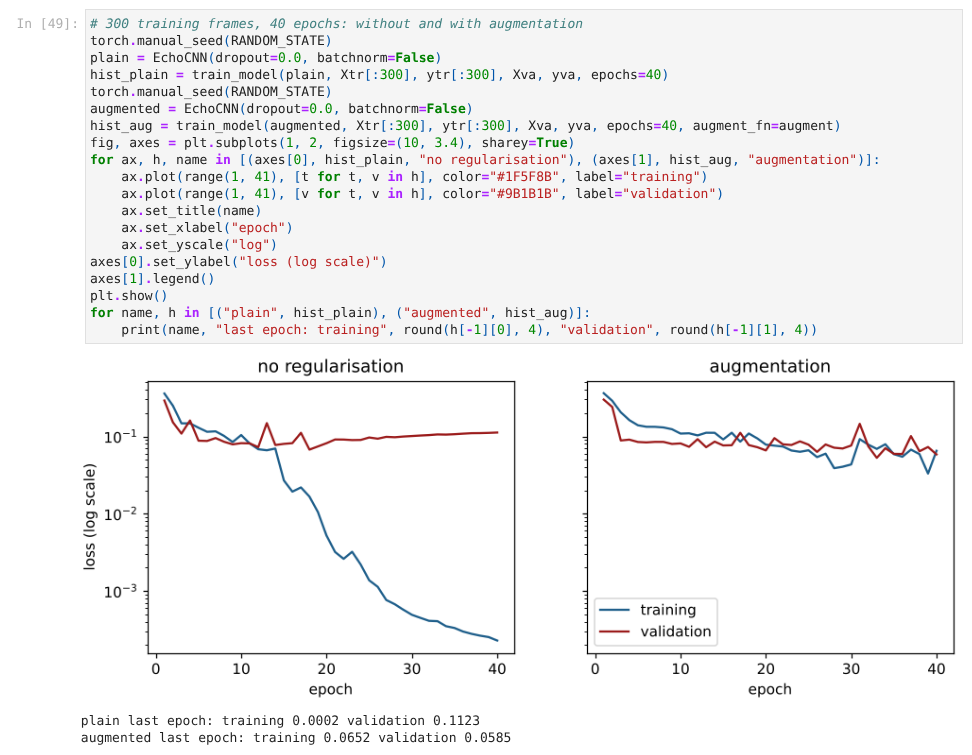 In [49]: # 300 training frames, 40 epochs: without and with augmentation
torch.manual_seed(RANDOM_STATE)
plain = EchoCNN(dropout=0.0, batchnorm=False)
hist_plain = train_model(plain, Xtr[:300], ytr[:300], Xva, yva, epochs=40)
torch.manual_seed(RANDOM_STATE)
augmented = EchoCNN(dropout=0.0, batchnorm=False)
hist_aug = train_model(augmented, Xtr[:300], ytr[:300], Xva, yva, epochs=40, augment_fn=augment)
fig, axes = plt.subplots(1, 2, figsize=(10, 3.4), sharey=True)
for ax, h, name in [(axes[0], hist_plain, "no regularisation"), (axes[1], hist_aug, "augmentation")]:
    ax.plot(range(1, 41), [t for t, v in h], color="#1F5F8B", label="training")
    ax.plot(range(1, 41), [v for t, v in h], color="#9B1B1B", label="validation")
    ax.set_title(name)
    ax.set_xlabel("epoch")
    ax.set_yscale("log")
axes[0].set_ylabel("loss (log scale)")
axes[1].legend()
plt.show()
for name, h in [("plain", hist_plain), ("augmented", hist_aug)]:
    print(name, "last epoch: training", round(h[-1][0], 4), "validation", round(h[-1][1], 4))
no regularisation
loss (log scale)
10⁻¹
10⁻²
10⁻³
0 10 20 30 40
epoch
augmentation
training
validation
0 10 20 30 40
epoch
plain last epoch: training 0.0002 validation 0.1123
augmented last epoch: training 0.0652 validation 0.0585